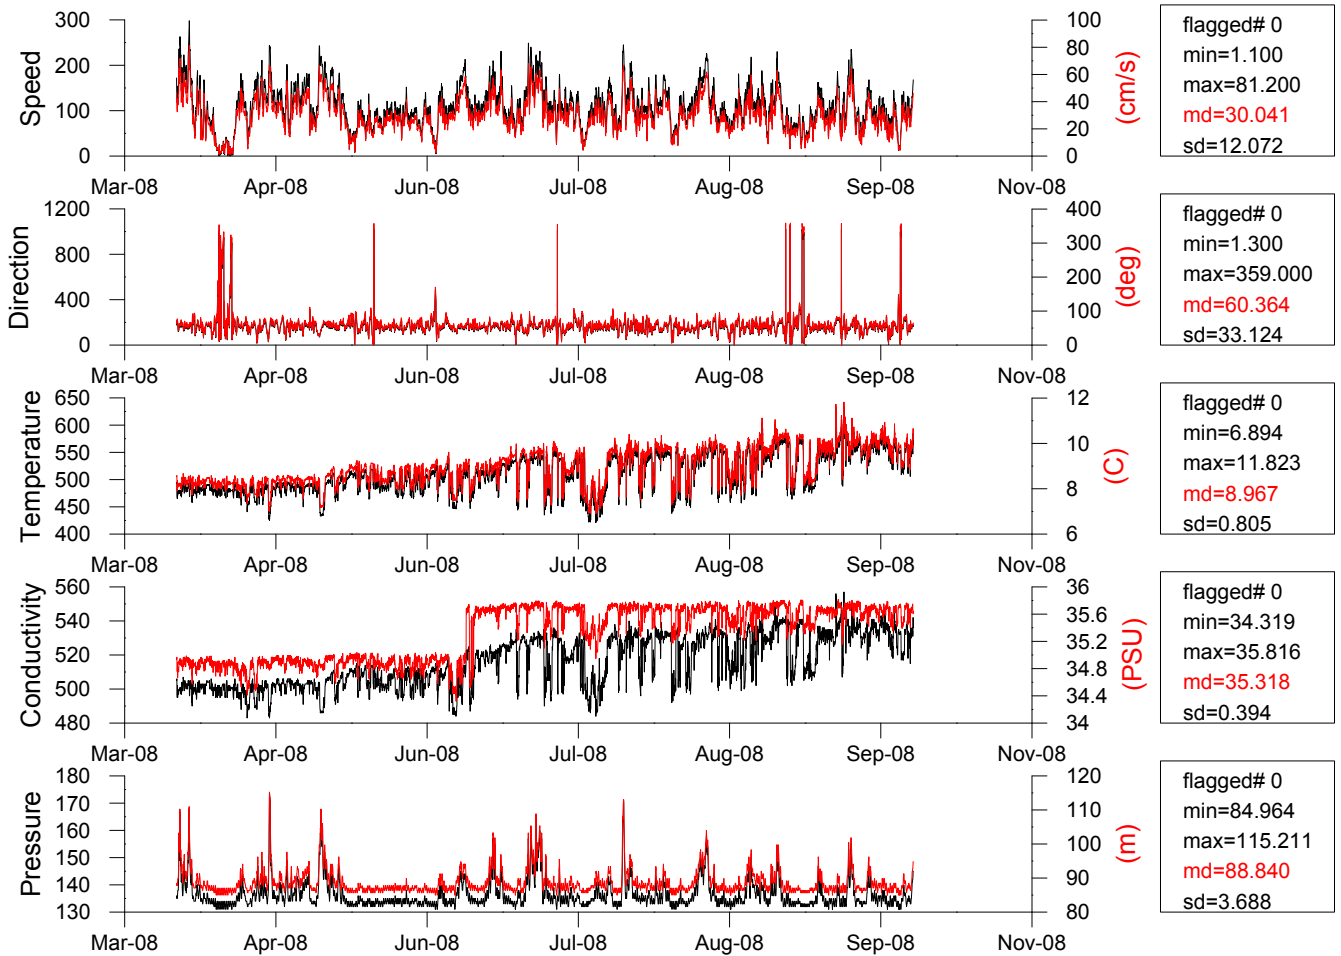 300
200
100
0
Speed
100
80
60
40
20
0
(cm/s)
Mar-08 Apr-08 Jun-08 Jul-08 Aug-08 Sep-08 Nov-08
flagged# 0
min=1.100
max=81.200
md=30.041
sd=12.072
1200
800
400
0
Direction
400
300
200
100
0
(deg)
Mar-08 Apr-08 Jun-08 Jul-08 Aug-08 Sep-08 Nov-08
flagged# 0
min=1.300
max=359.000
md=60.364
sd=33.124
650
600
550
500
450
400
Temperature
12
10
8
6
(C)
Mar-08 Apr-08 Jun-08 Jul-08 Aug-08 Sep-08 Nov-08
flagged# 0
min=6.894
max=11.823
md=8.967
sd=0.805
560
540
520
500
480
Conductivity
36
35.6
35.2
34.8
34.4
34
(PSU)
Mar-08 Apr-08 Jun-08 Jul-08 Aug-08 Sep-08 Nov-08
flagged# 0
min=34.319
max=35.816
md=35.318
sd=0.394
180
170
160
150
140
130
Pressure
120
110
100
90
80
(m)
Mar-08 Apr-08 Jun-08 Jul-08 Aug-08 Sep-08 Nov-08
flagged# 0
min=84.964
max=115.211
md=88.840
sd=3.688